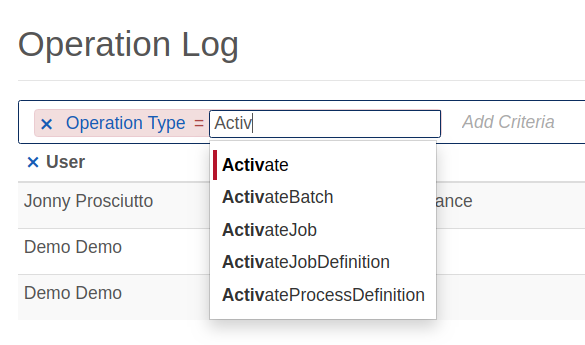 Operation Log
× Operation Type = Activ Add Criteria
× User
Activate
ActivateBatch
ActivateJob
ActivateJobDefinition
ActivateProcessDefinition
Jonny Prosciutto ance
Demo Demo
Demo Demo